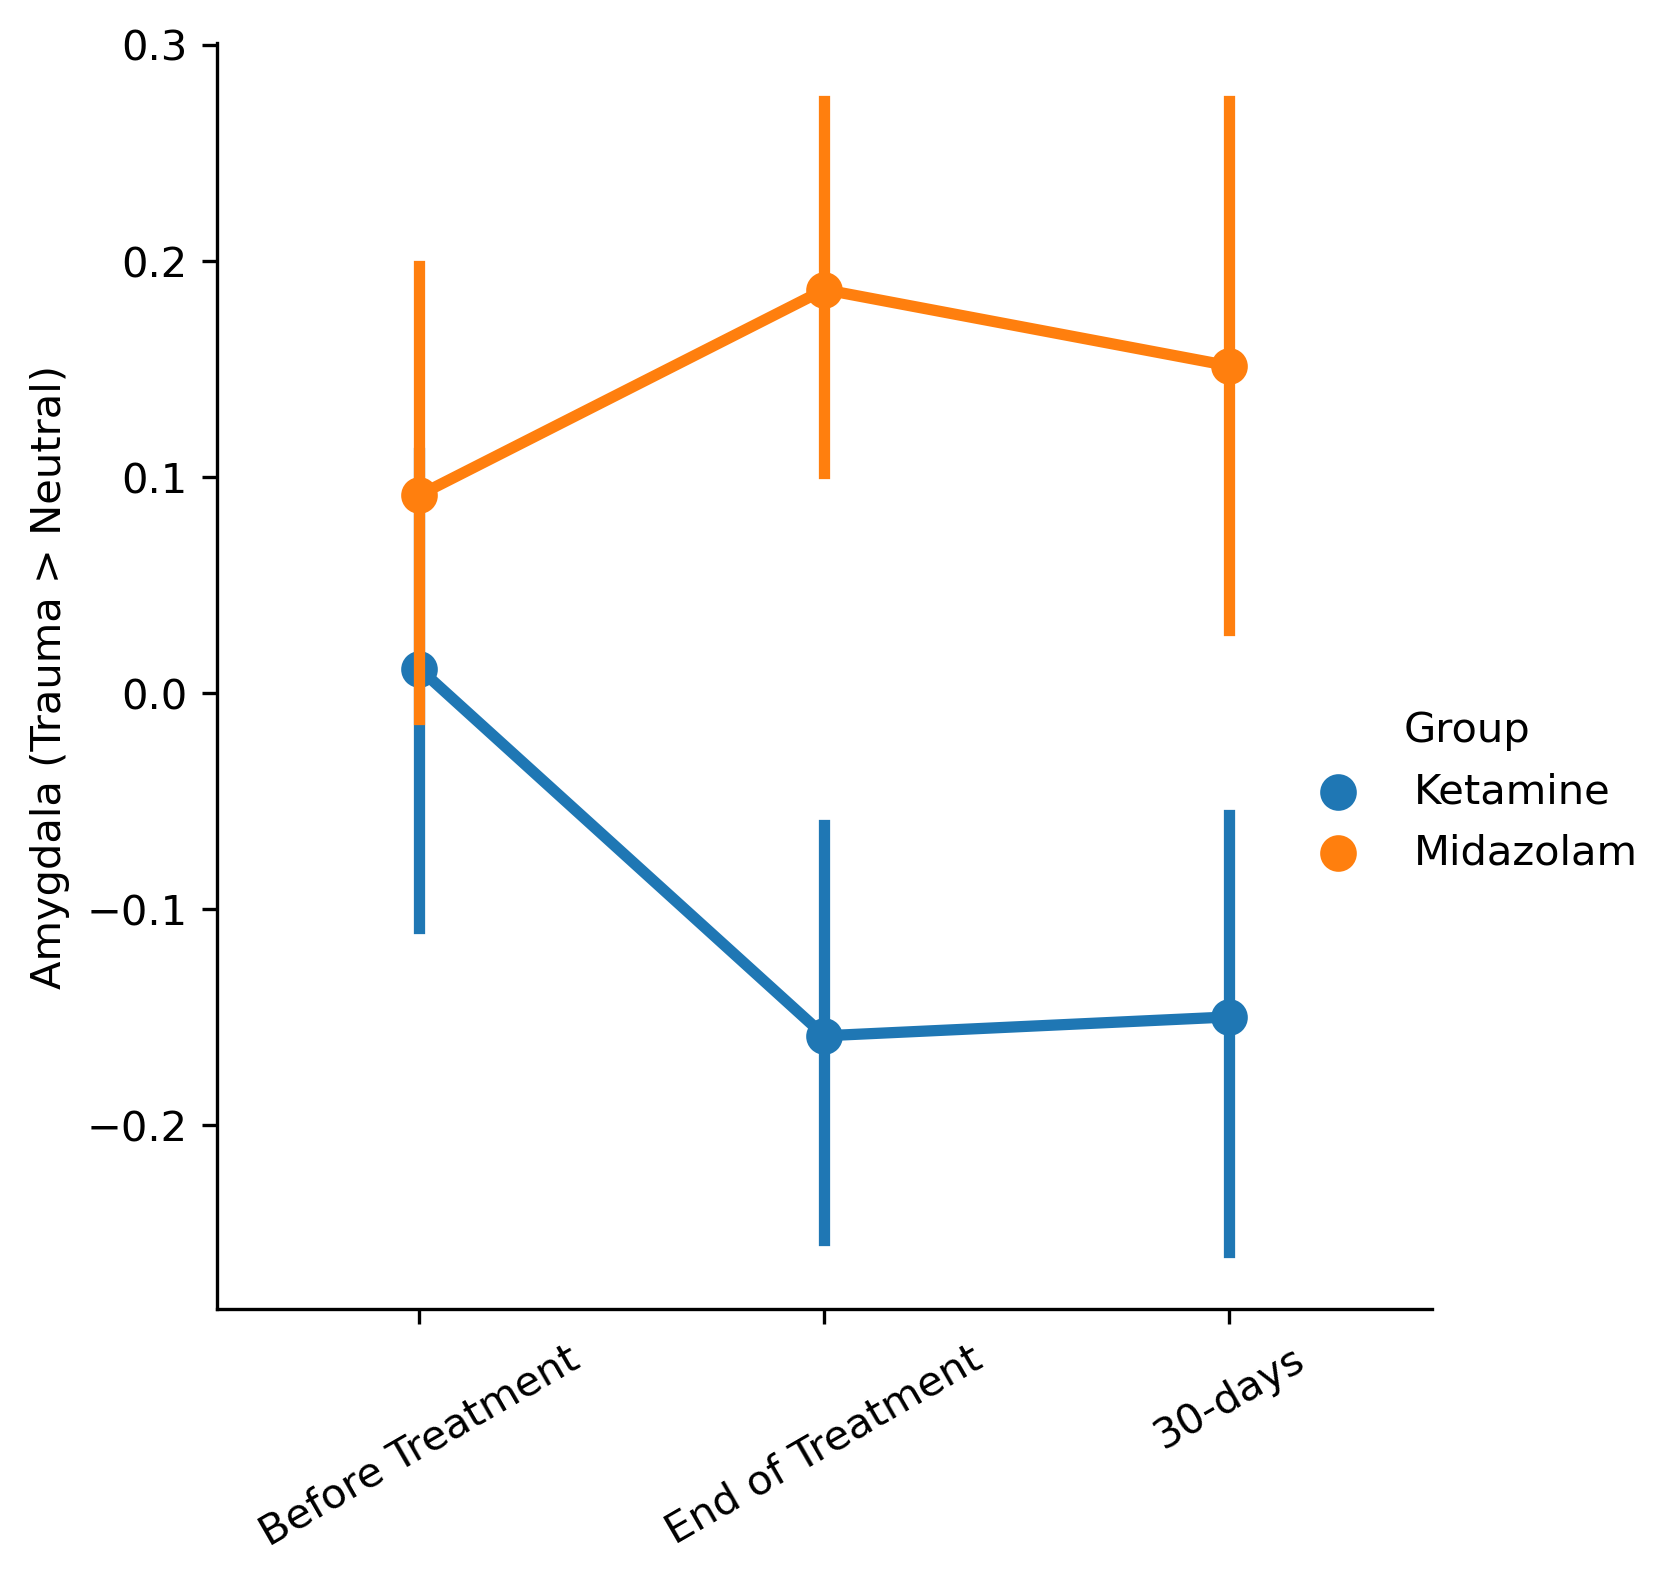 0.3
0.2
0.1
0.0
−0.1
−0.2
Amygdala (Trauma > Neutral)
Before Treatment
End of Treatment
30-days
Group
Ketamine
Midazolam